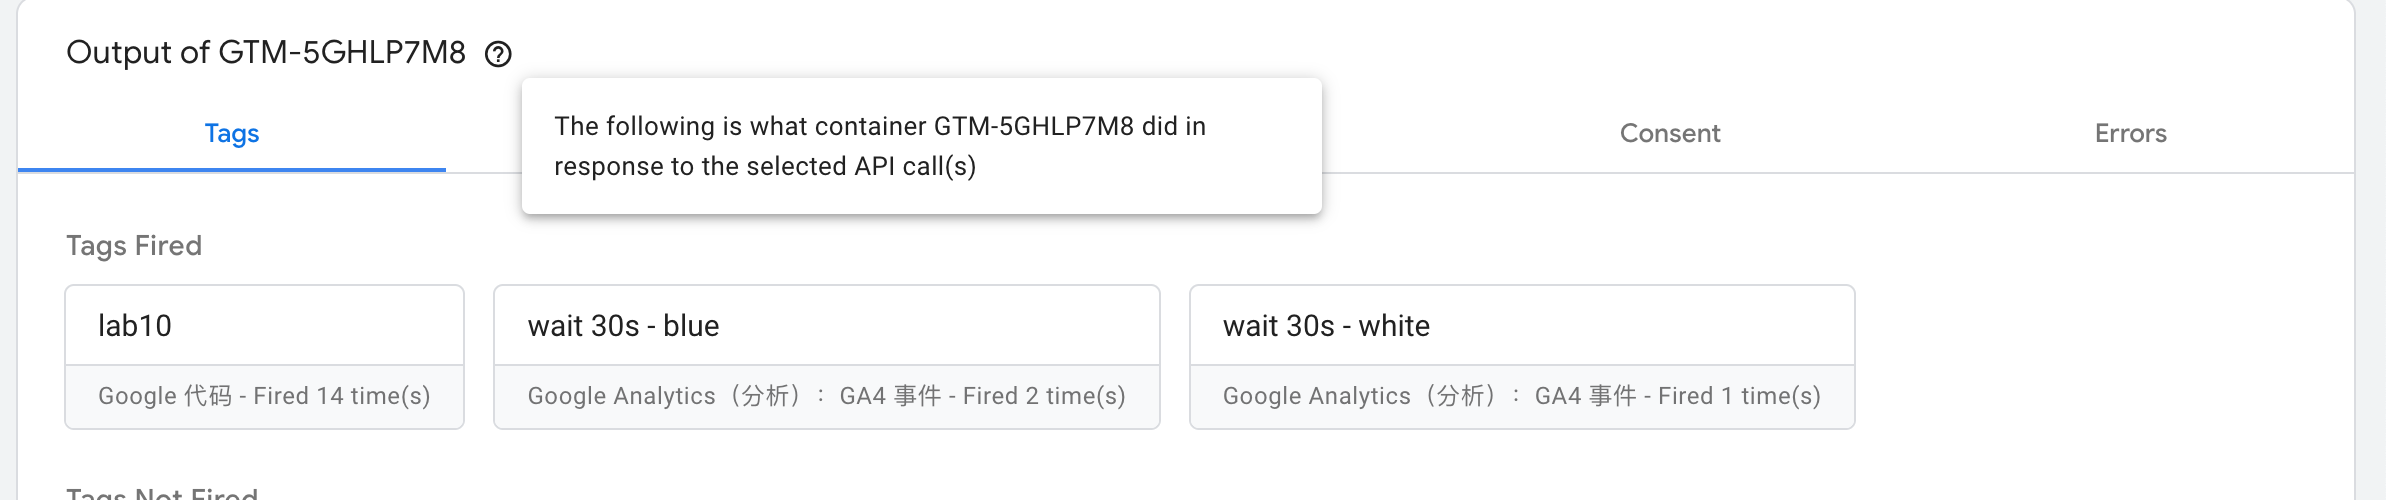 Output of GTM-5GHLP7M8
The following is what container GTM-5GHLP7M8 did in
response to the selected API call(s)
Tags
Consent
Errors
Tags Fired
lab10
Google 代码 - Fired 14 time(s)
wait 30s - blue
Google Analytics（分析）： GA4 事件 - Fired 2 time(s)
wait 30s - white
Google Analytics（分析）： GA4 事件 - Fired 1 time(s)
Tags Not Fired